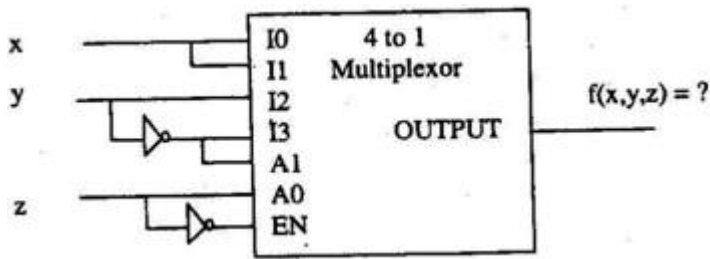 x
y
z
I0
I1
I2
I3
A1
A0
EN
4 to 1
Multiplexor
OUTPUT
f(x,y,z) = ?